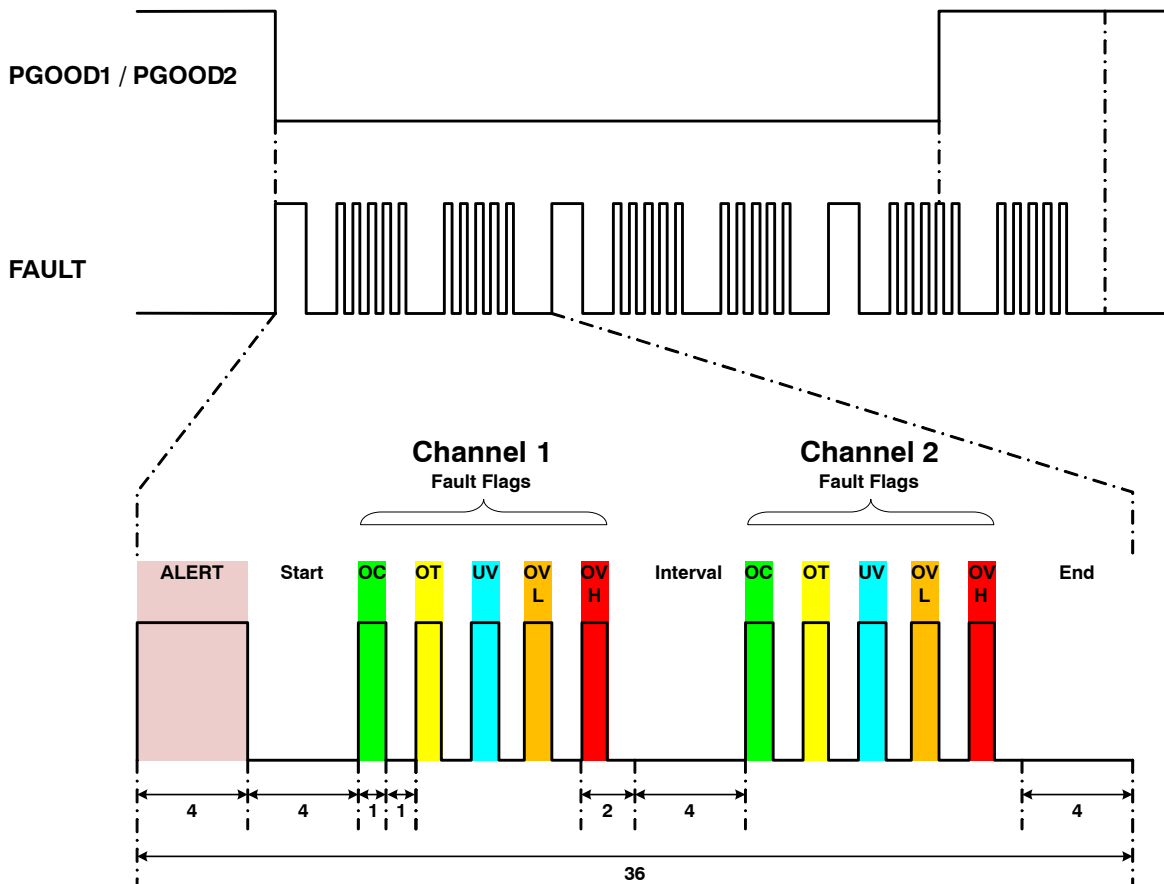 PGOOD1 / PGOOD2
FAULT
Channel 1
Fault Flags
Channel 2
Fault Flags
ALERT
Start
OC
OT
UV
OV
L
OV
H
Interval
OC
OT
UV
OV
L
OV
H
End
4
4
1
1
2
4
4
36